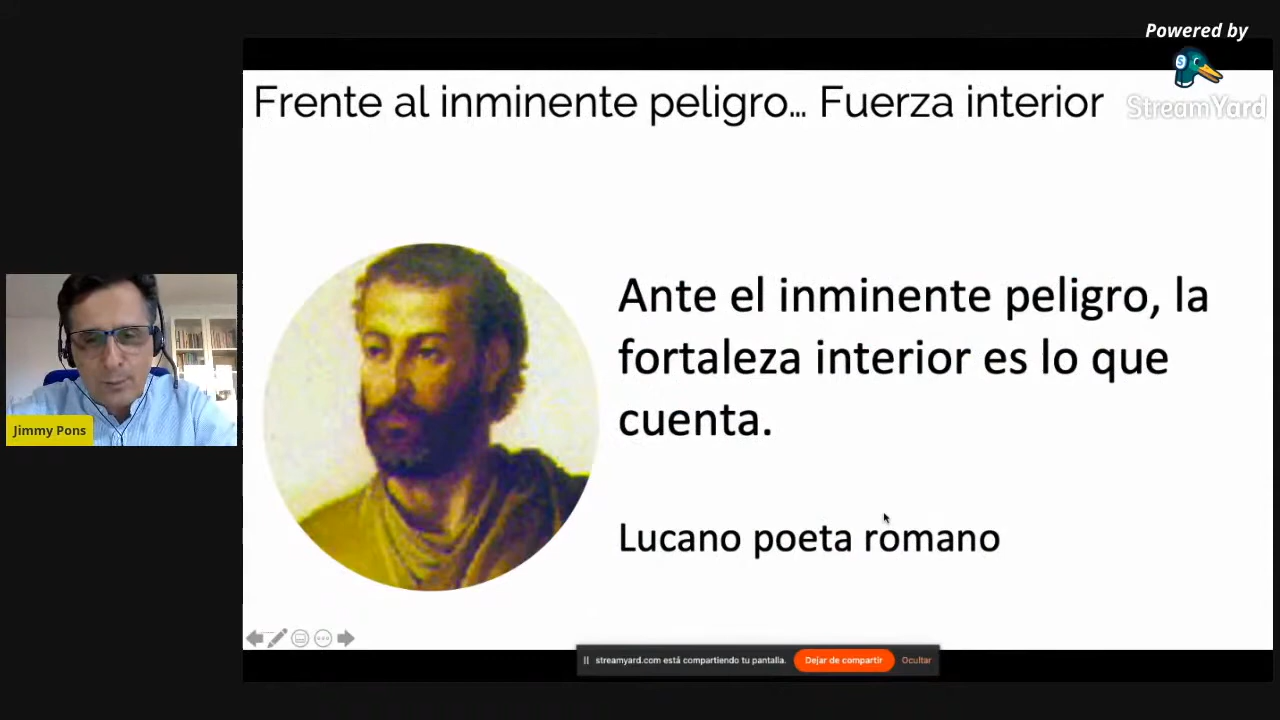 Powered by
StreamYard
Frente al inminente peligro... Fuerza interior
Ante el inminente peligro, la
fortaleza interior es lo que
cuenta.
Lucano poeta romano
Jimmy Pons
streamyard.com está compartiendo tu pantalla. Dejar de compartir Ocultar